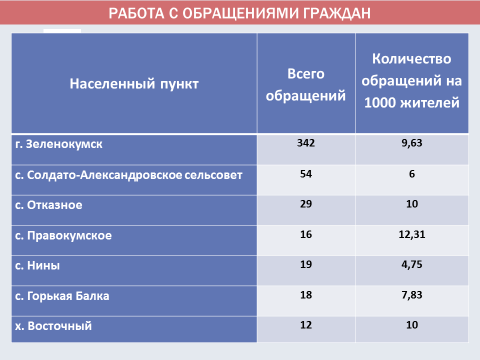 РАБОТА С ОБРАЩЕНИЯМИ ГРАЖДАН
Населенный пункт
Всего
обращений
Количество
обращений на
1000 жителей
г. Зеленокумск 342 9,63
с. Солдато-Александровское сельсовет 54 6
с. Отказное 29 10
с. Правокумское 16 12,31
с. Нины 19 4,75
с. Горькая Балка 18 7,83
х. Восточный 12 10